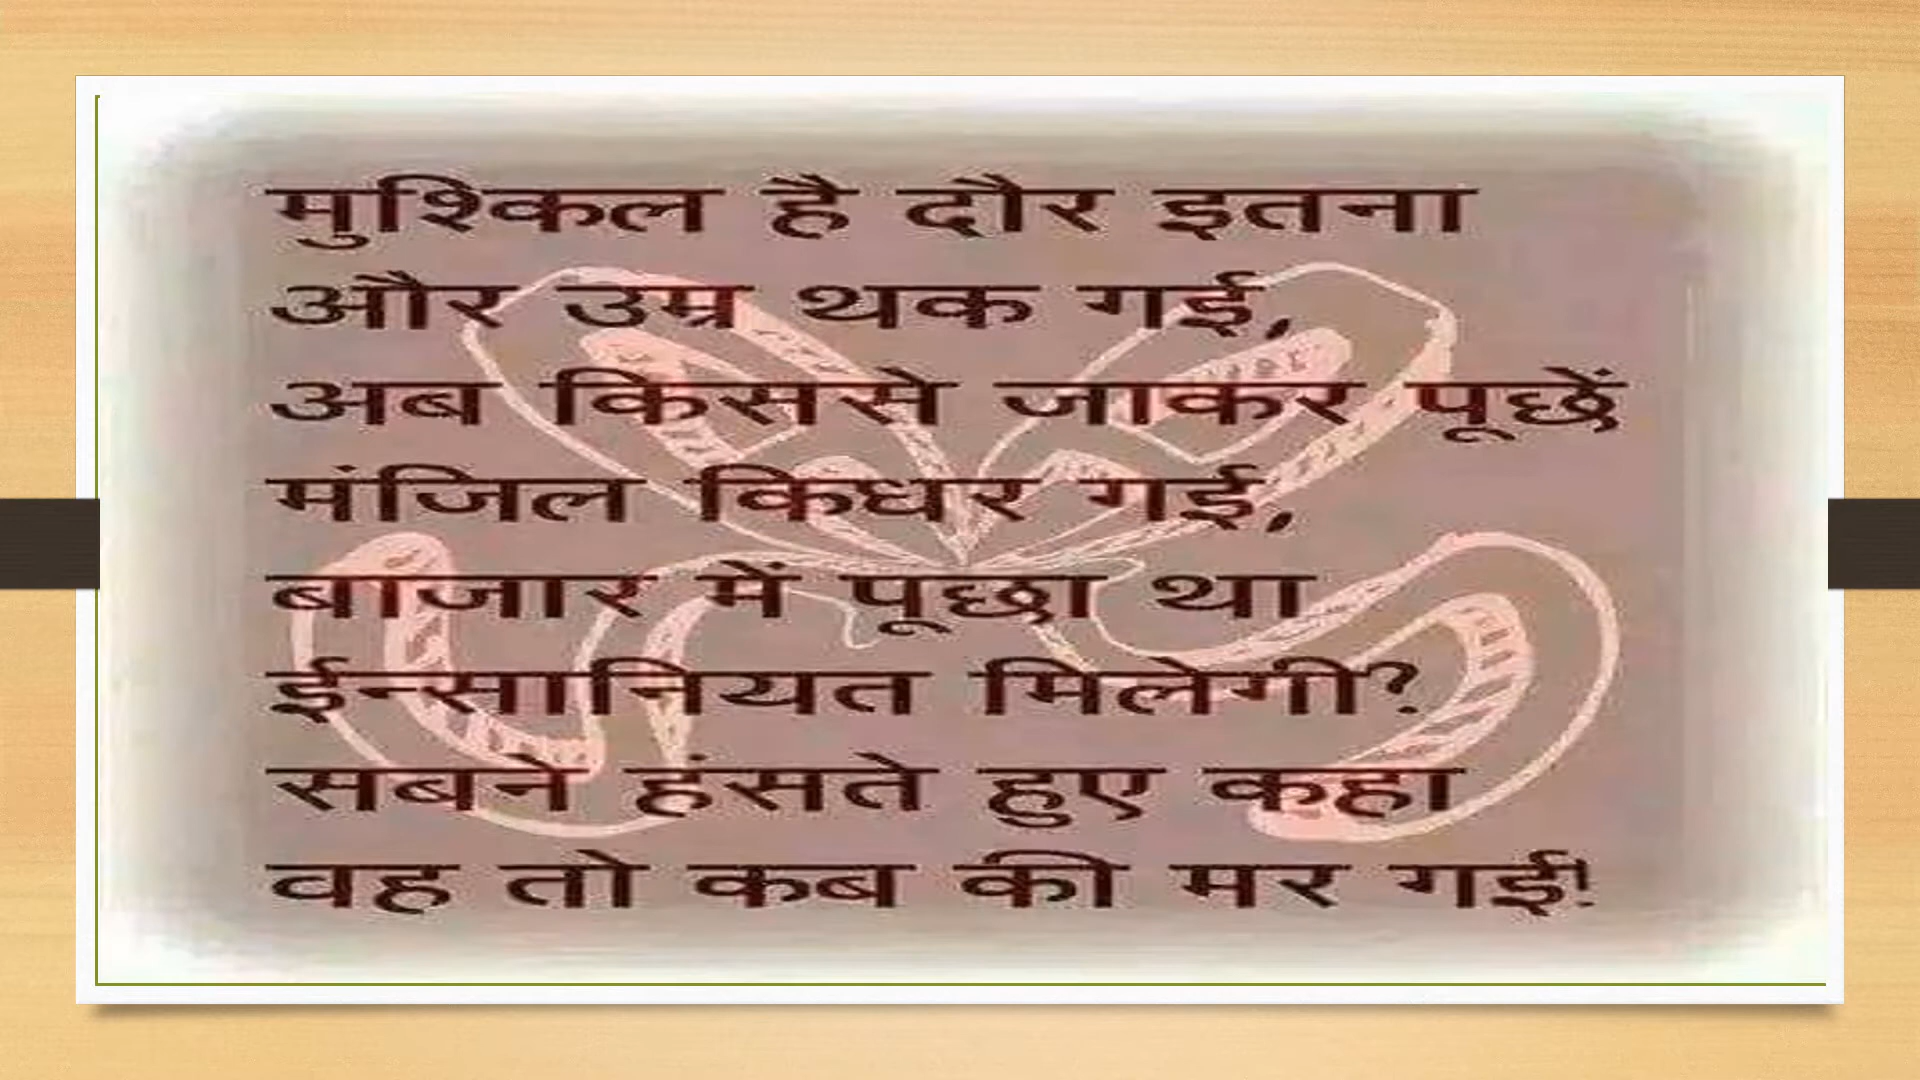 मुश्किल है दौर इतना
और उम्र थक गई,
अब किससे जाकर पूछें
मंजिल किधर गई,
बाजार में पूछा था
ईन्सानियत मिलेगी?
सबने हंसते हुए कहा
वह तो कब की मर गई!